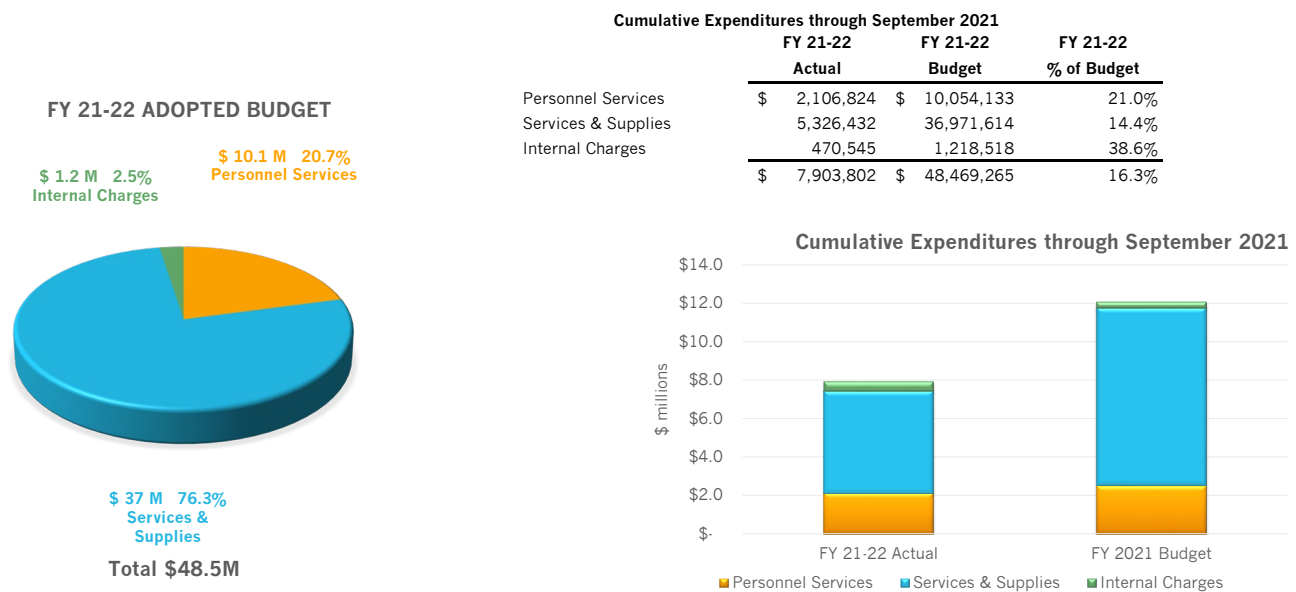 FY 21-22 ADOPTED BUDGET
$ 10.1 M 20.7%
Personnel Services
$ 1.2 M 2.5%
Internal Charges
$ 37 M 76.3%
Services &
Supplies
Total $48.5M
Cumulative Expenditures through September 2021
FY 21-22 FY 21-22 FY 21-22
Actual Budget % of Budget
Personnel Services $ 2,106,824 $ 10,054,133 21.0%
Services & Supplies 5,326,432 36,971,614 14.4%
Internal Charges 470,545 1,218,518 38.6%
$ 7,903,802 $ 48,469,265 16.3%
Cumulative Expenditures through September 2021
$14.0
$12.0
$10.0
$8.0
$6.0
$4.0
$2.0
$-
$ millions
FY 21-22 Actual FY 2021 Budget
Personnel Services Services & Supplies Internal Charges